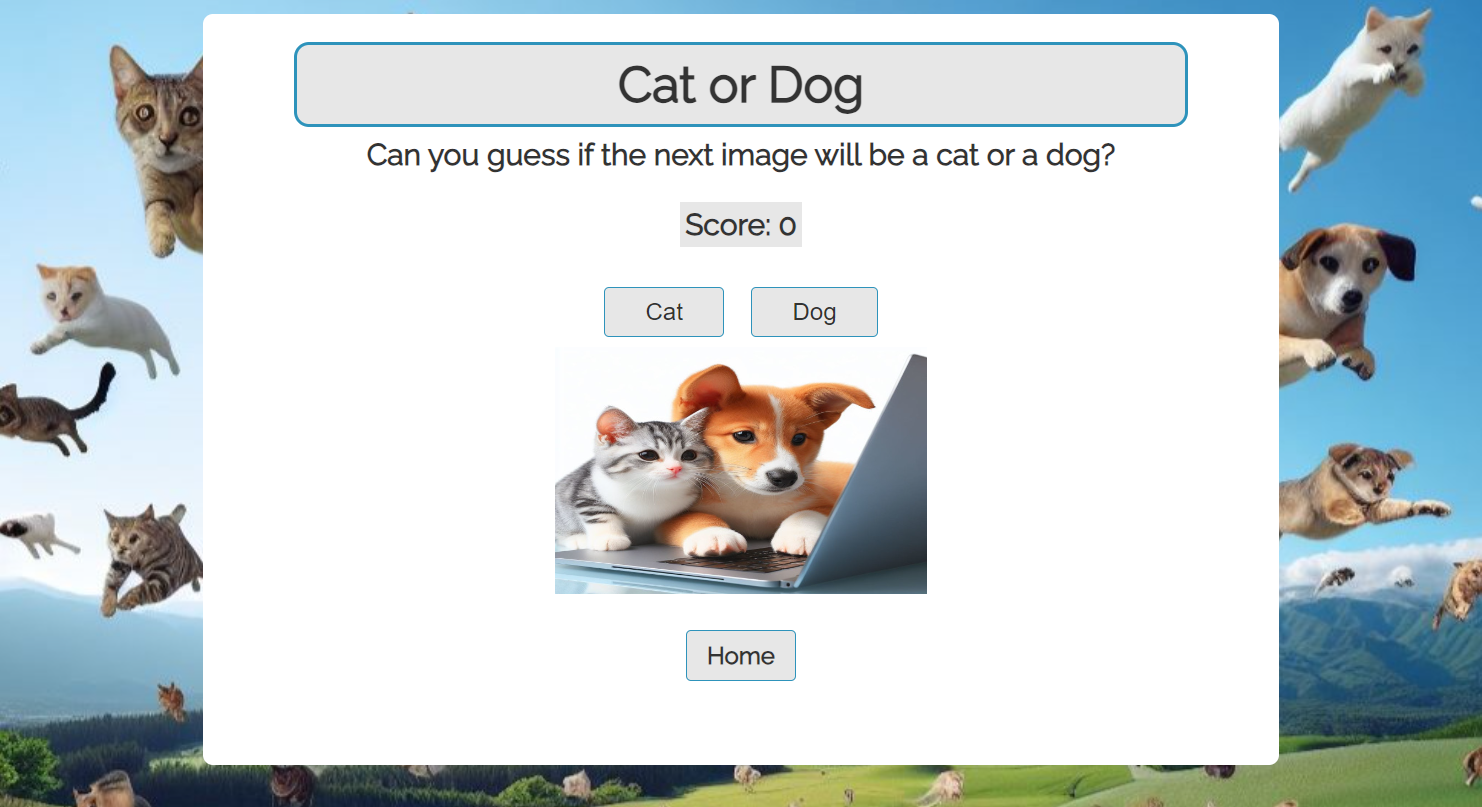 Cat or Dog
Can you guess if the next image will be a cat or a dog?
Score: 0
Cat Dog
Home